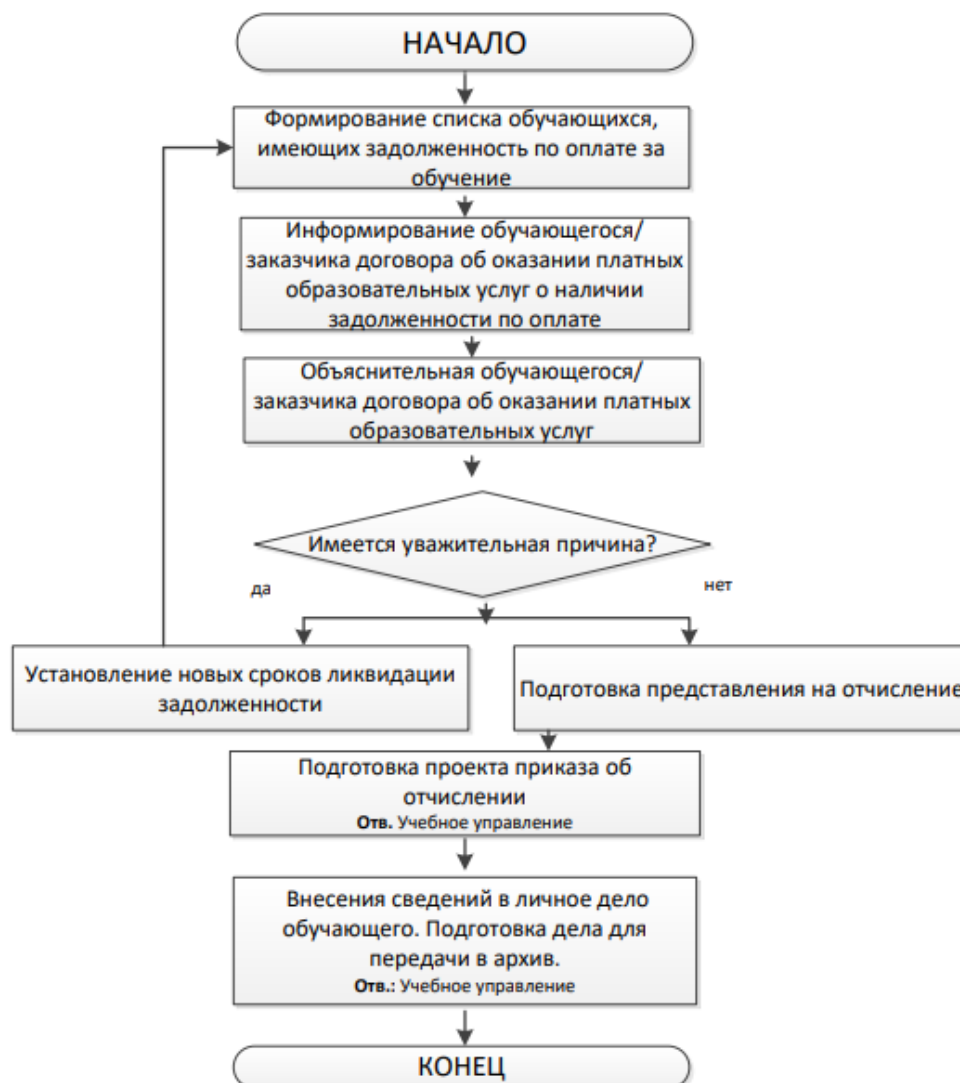 НАЧАЛО
Формирование списка обучающихся,
имеющих задолженность по оплате за
обучение
Информирование обучающегося/
заказчика договора об оказании платных
образовательных услуг о наличии
задолженности по оплате
Объяснительная обучающегося/
заказчика договора об оказании платных
образовательных услуг
Имеется уважительная причина?
да
нет
Установление новых сроков ликвидации
задолженности
Подготовка представления на отчисление
Подготовка проекта приказа об
отчислении
Отв. Учебное управление
Внесения сведений в личное дело
обучающего. Подготовка дела для
передачи в архив.
Отв.: Учебное управление
КОНЕЦ